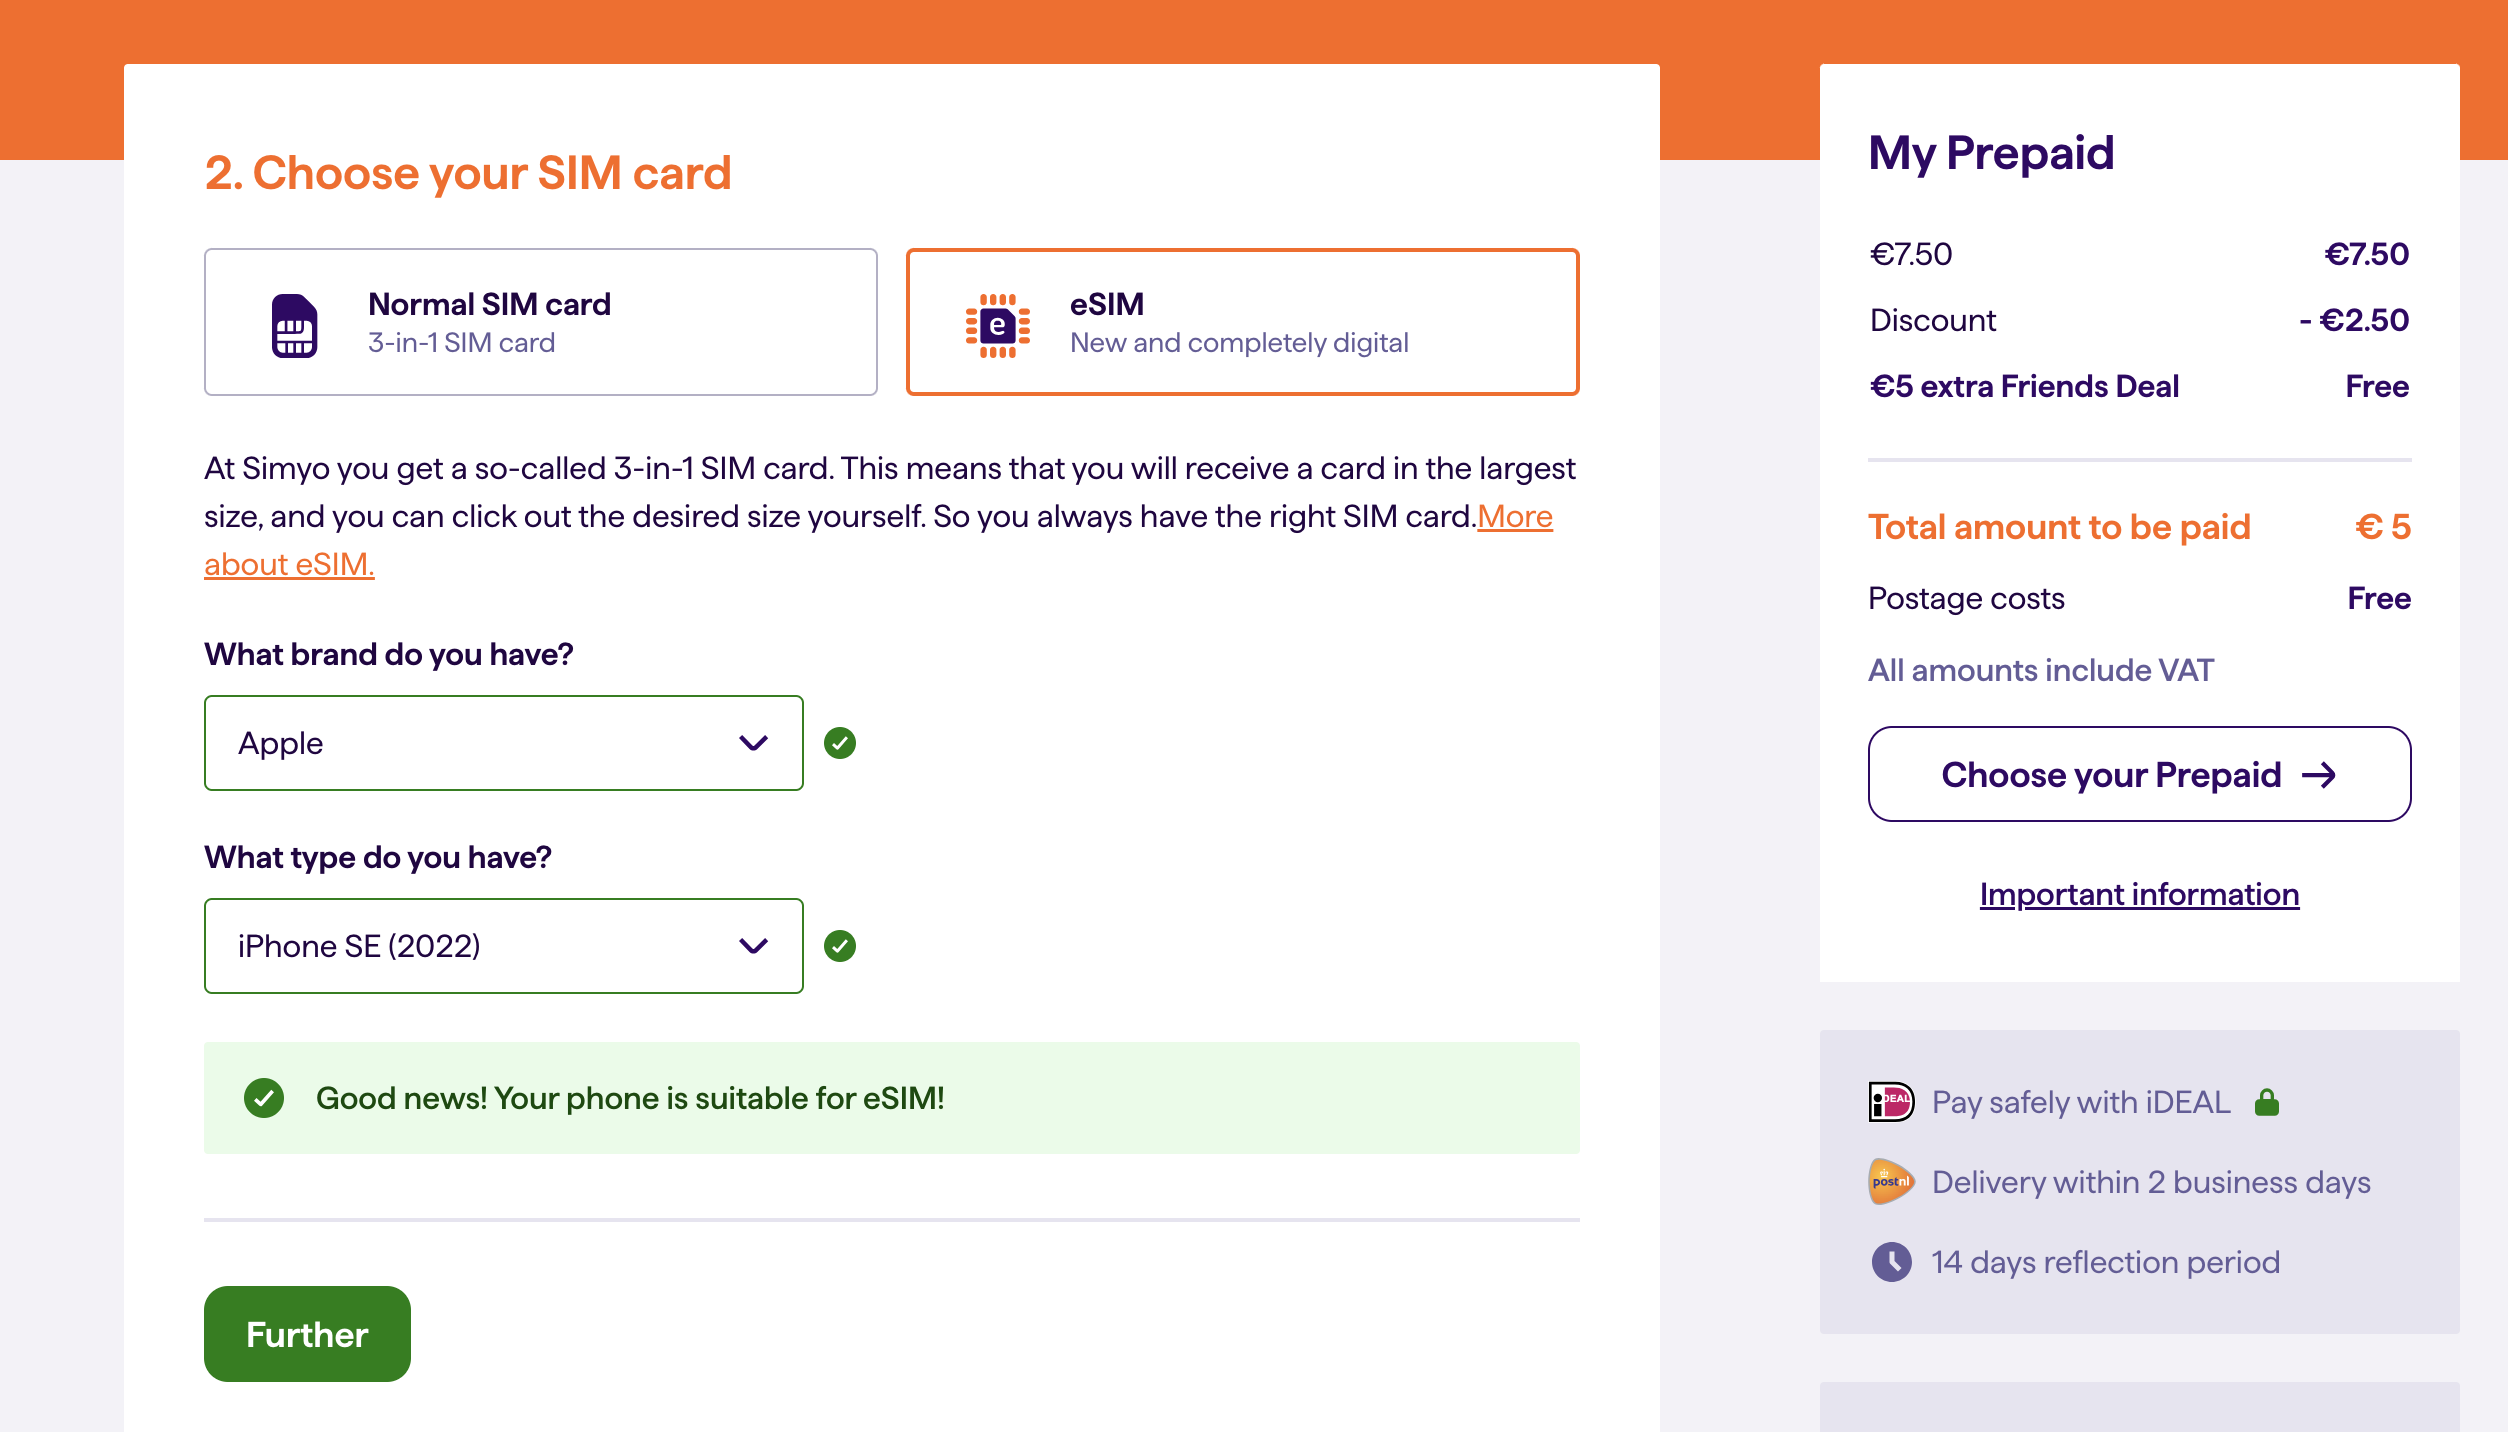 2. Choose your SIM card
Normal SIM card
3-in-1 SIM card
e
eSIM
New and completely digital
At Simyo you get a so-called 3-in-1 SIM card. This means that you will receive a card in the largest
size, and you can click out the desired size yourself. So you always have the right SIM card.More
about eSIM.
What brand do you have?
Apple
What type do you have?
iPhone SE (2022)
Good news! Your phone is suitable for eSIM!
Further
My Prepaid
€7.50 €7.50
Discount - €2.50
€5 extra Friends Deal Free
Total amount to be paid € 5
Postage costs Free
All amounts include VAT
Choose your Prepaid →
Important information
iDEAL Pay safely with iDEAL
postnl Delivery within 2 business days
14 days reflection period